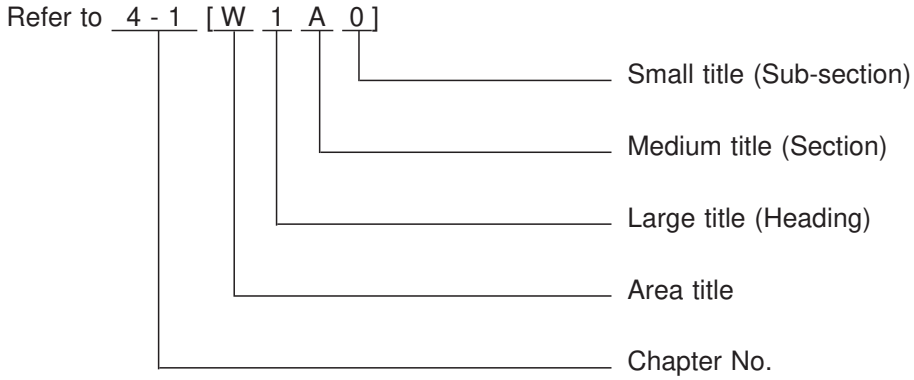 Refer to 4 - 1 [ W 1 A 0 ]
Small title (Sub-section)
Medium title (Section)
Large title (Heading)
Area title
Chapter No.